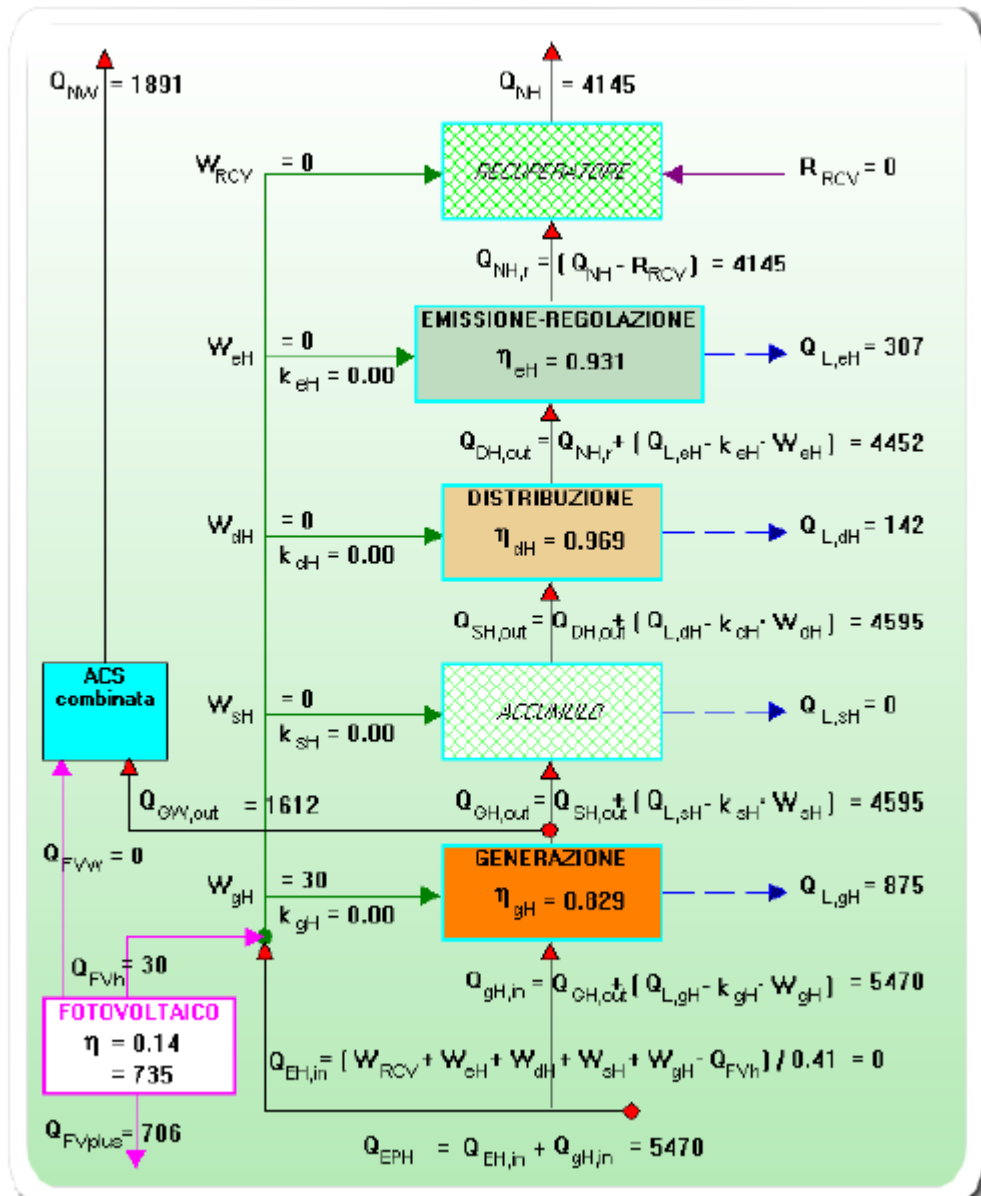 Q_NW = 1891
Q_NH = 4145
W_RCV = 0
RECUPERATORE
R_RCV = 0
Q_NH,r = (Q_NH - R_RCV) = 4145
EMISSIONE-REGOLAZIONE
W_eH = 0
k_eH = 0.00
η_eH = 0.931
Q_L,eH = 307
Q_DH,out = Q_NH,r + (Q_L,eH - k_eH · W_eH) = 4452
DISTRIBUZIONE
W_dH = 0
k_dH = 0.00
η_dH = 0.969
Q_L,dH = 142
Q_SH,out = Q_DH,out + (Q_L,dH - k_dH · W_dH) = 4595
ACS
combinata
W_sH = 0
k_sH = 0.00
ACCUMULO
Q_L,sH = 0
Q_GW,out = 1612
Q_GH,out = Q_SH,out + (Q_L,sH - k_sH · W_sH) = 4595
Q_FVw = 0
GENERAZIONE
W_gH = 30
k_gH = 0.00
η_gH = 0.829
Q_L,gH = 875
Q_FVh = 30
Q_gH,in = Q_GH,out + (Q_L,gH - k_gH · W_gH) = 5470
FOTOVOLTAICO
η = 0.14
= 735
Q_EH,in = (W_RCV + W_eH + W_dH + W_sH + W_gH - Q_FVh) / 0.41 = 0
Q_FVplus = 706
Q_EPH = Q_EH,in + Q_gH,in = 5470